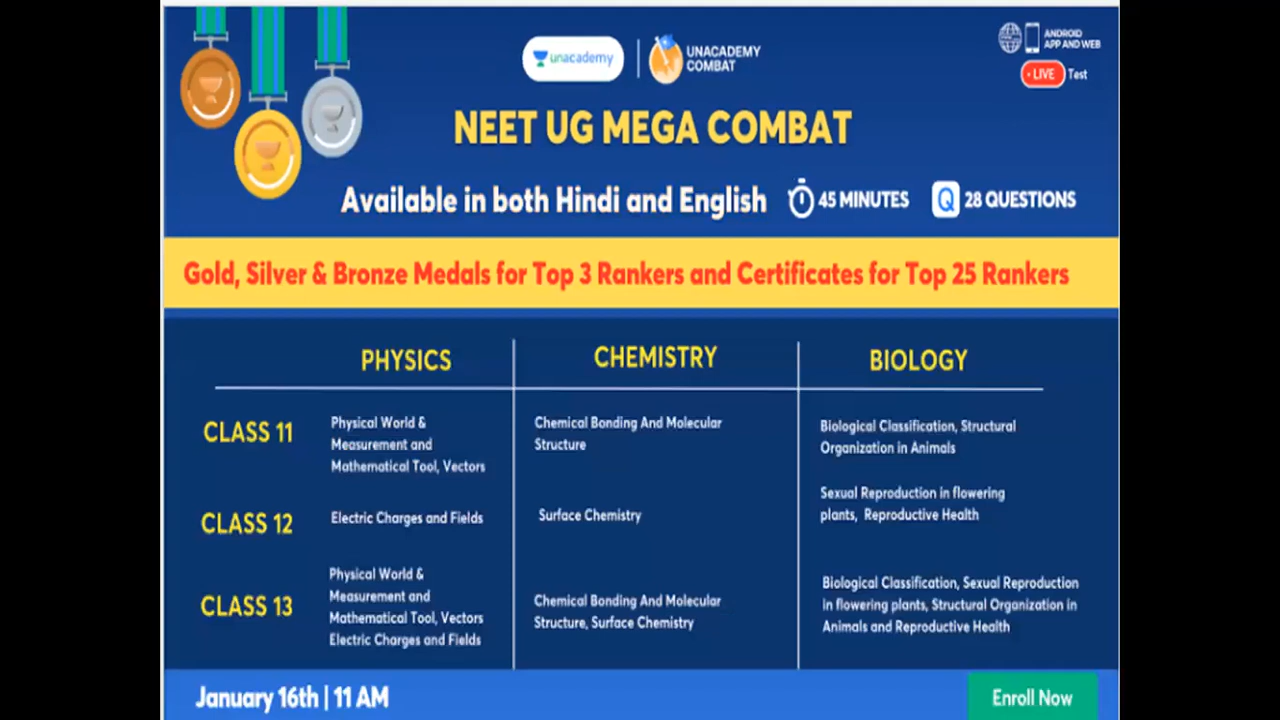 unacademy
UNACADEMY
COMBAT
ANDROID
APP AND WEB
LIVE Test
NEET UG MEGA COMBAT
Available in both Hindi and English
45 MINUTES
Q 28 QUESTIONS
Gold, Silver & Bronze Medals for Top 3 Rankers and Certificates for Top 25 Rankers
PHYSICS
CHEMISTRY
BIOLOGY
CLASS 11
Physical World &
Measurement and
Mathematical Tool, Vectors
Chemical Bonding And Molecular
Structure
Biological Classification, Structural
Organization in Animals
CLASS 12
Electric Charges and Fields
Surface Chemistry
Sexual Reproduction in flowering
plants, Reproductive Health
CLASS 13
Physical World &
Measurement and
Mathematical Tool, Vectors
Electric Charges and Fields
Chemical Bonding And Molecular
Structure, Surface Chemistry
Biological Classification, Sexual Reproduction
in flowering plants, Structural Organization in
Animals and Reproductive Health
January 16th | 11 AM
Enroll Now